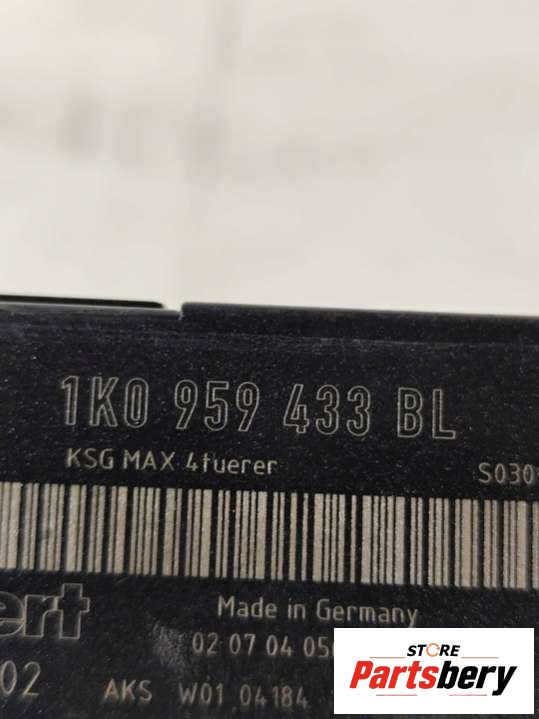 1K0 959 433 BL
KSG MAX 4tuerer
S030
Made in Germany
02 07 04 05
02
AKS W01 04184
STORE
Partsbery